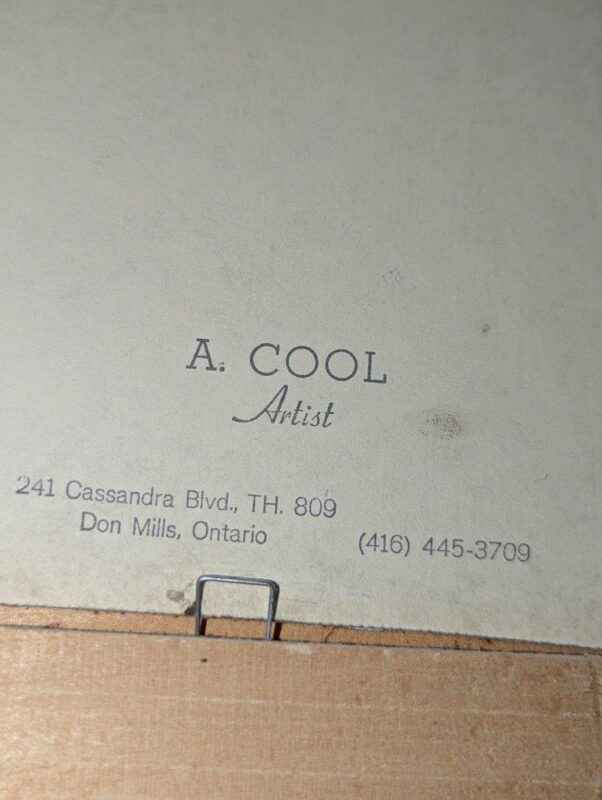 A. COOL
Artist
241 Cassandra Blvd., TH. 809
Don Mills, Ontario
(416) 445-3709